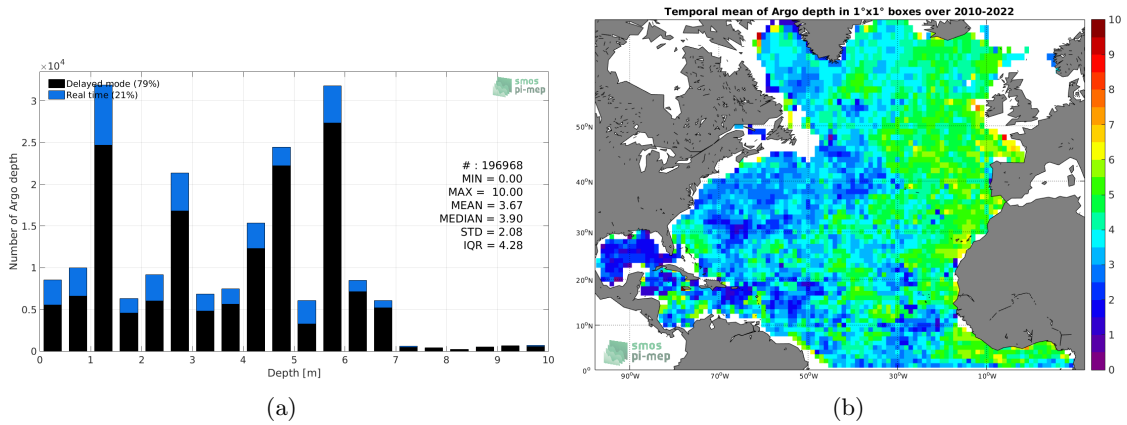 ×10⁴
Delayed mode (79%)
Real time (21%)
smos
pi-mep
3
2.5
2
1.5
1
0.5
0
Number of Argo depth
# : 196968
MIN = 0.00
MAX = 10.00
MEAN = 3.67
MEDIAN = 3.90
STD = 2.08
IQR = 4.28
0 1 2 3 4 5 6 7 8 9 10
Depth [m]
(a)
Temporal mean of Argo depth in 1°x1° boxes over 2010-2022
50°N
40°N
30°N
20°N
10°N
0°
90°W 70°W 50°W 30°W 10°W
smos
pi-mep
10
9
8
7
6
5
4
3
2
1
0
(b)